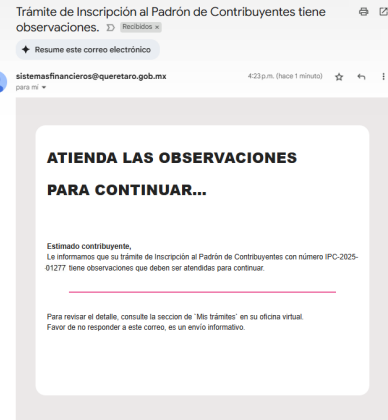 Trámite de Inscripción al Padrón de Contribuyentes tiene
observaciones. Recibidos x
Resume este correo electrónico
sistemasfinancieros@queretaro.gob.mx
4:23 p.m. (hace 1 minuto)
para mí
ATIENDA LAS OBSERVACIONES
PARA CONTINUAR...
Estimado contribuyente,
Le informamos que su trámite de Inscripción al Padrón de Contribuyentes con número IPC-2025-
01277 tiene observaciones que deben ser atendidas para continuar.
Para revisar el detalle, consulte la seccion de `Mis trámites` en su oficina virtual.
Favor de no responder a este correo, es un envío informativo.